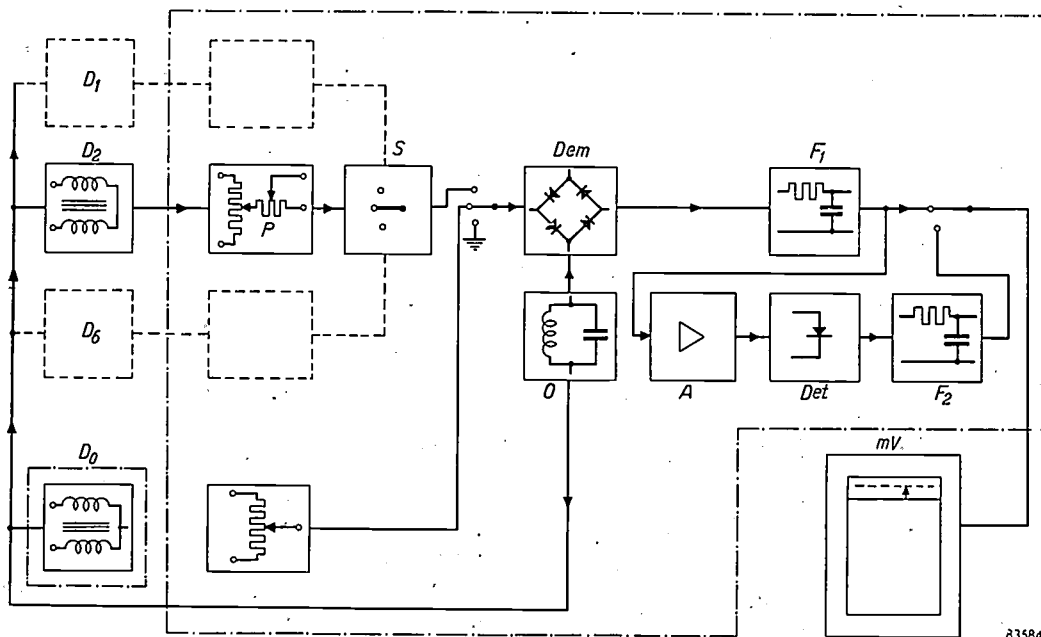 D₁
D₂
S
Dem
F₁
P
D₆
O
A
Det
F₂
D₀
mV
83584